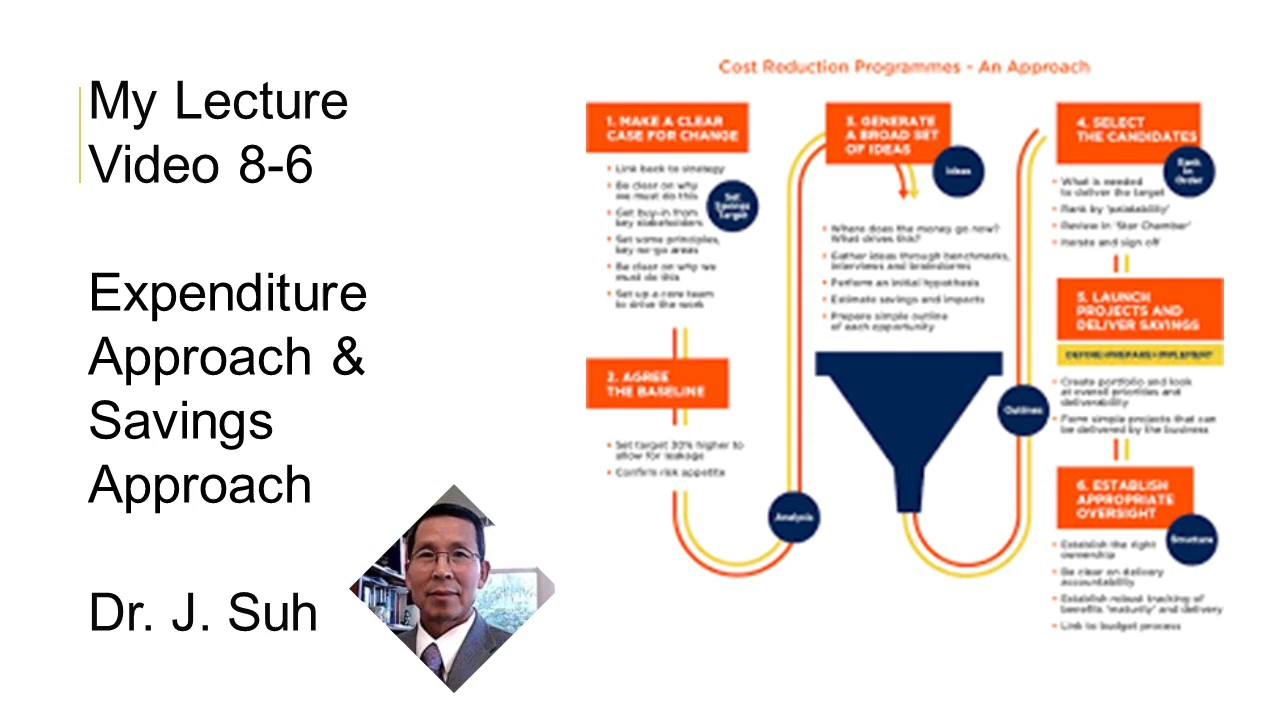 My Lecture
Video 8-6
Expenditure
Approach &
Savings
Approach
Dr. J. Suh
Cost Reduction Programmes - An Approach
1. MAKE A CLEAR
CASE FOR CHANGE
• Link back to strategy
• Be clear on why
we must do this
• Get buy-in from
key stakeholders
• Set some principles,
key no-go areas
• Be clear on why we
must do this
• Set up a core team
to drive the work
Set
Savings
Target
2. AGREE
THE BASELINE
• Set target 30% higher to
allow for leakage
• Confirm risk appetite
Analysis
3. GENERATE
A BROAD SET
OF IDEAS
Ideas
• Where does the money go now?
What drives this?
• Gather ideas through benchmarks,
interviews and brainstorms
• Perform an initial hypothesis
• Estimate savings and impacts
• Prepare simple outline
of each opportunity
Outlines
4. SELECT
THE CANDIDATES
Rank
in
Order
• What is needed
to deliver the target
• Rank by 'palatability'
• Review in 'Star Chamber'
• Iterate and sign off
5. LAUNCH
PROJECTS AND
DELIVER SAVINGS
DEFINE>PREPARE>IMPLEMENT
• Create portfolio and look
at overall priorities and
deliverability
• Form simple projects that can
be delivered by the business
6. ESTABLISH
APPROPRIATE
OVERSIGHT
Structure
• Establish the right
ownership
• Be clear on delivery
accountability
• Establish robust tracking of
benefits 'maturity' and delivery
• Link to budget process